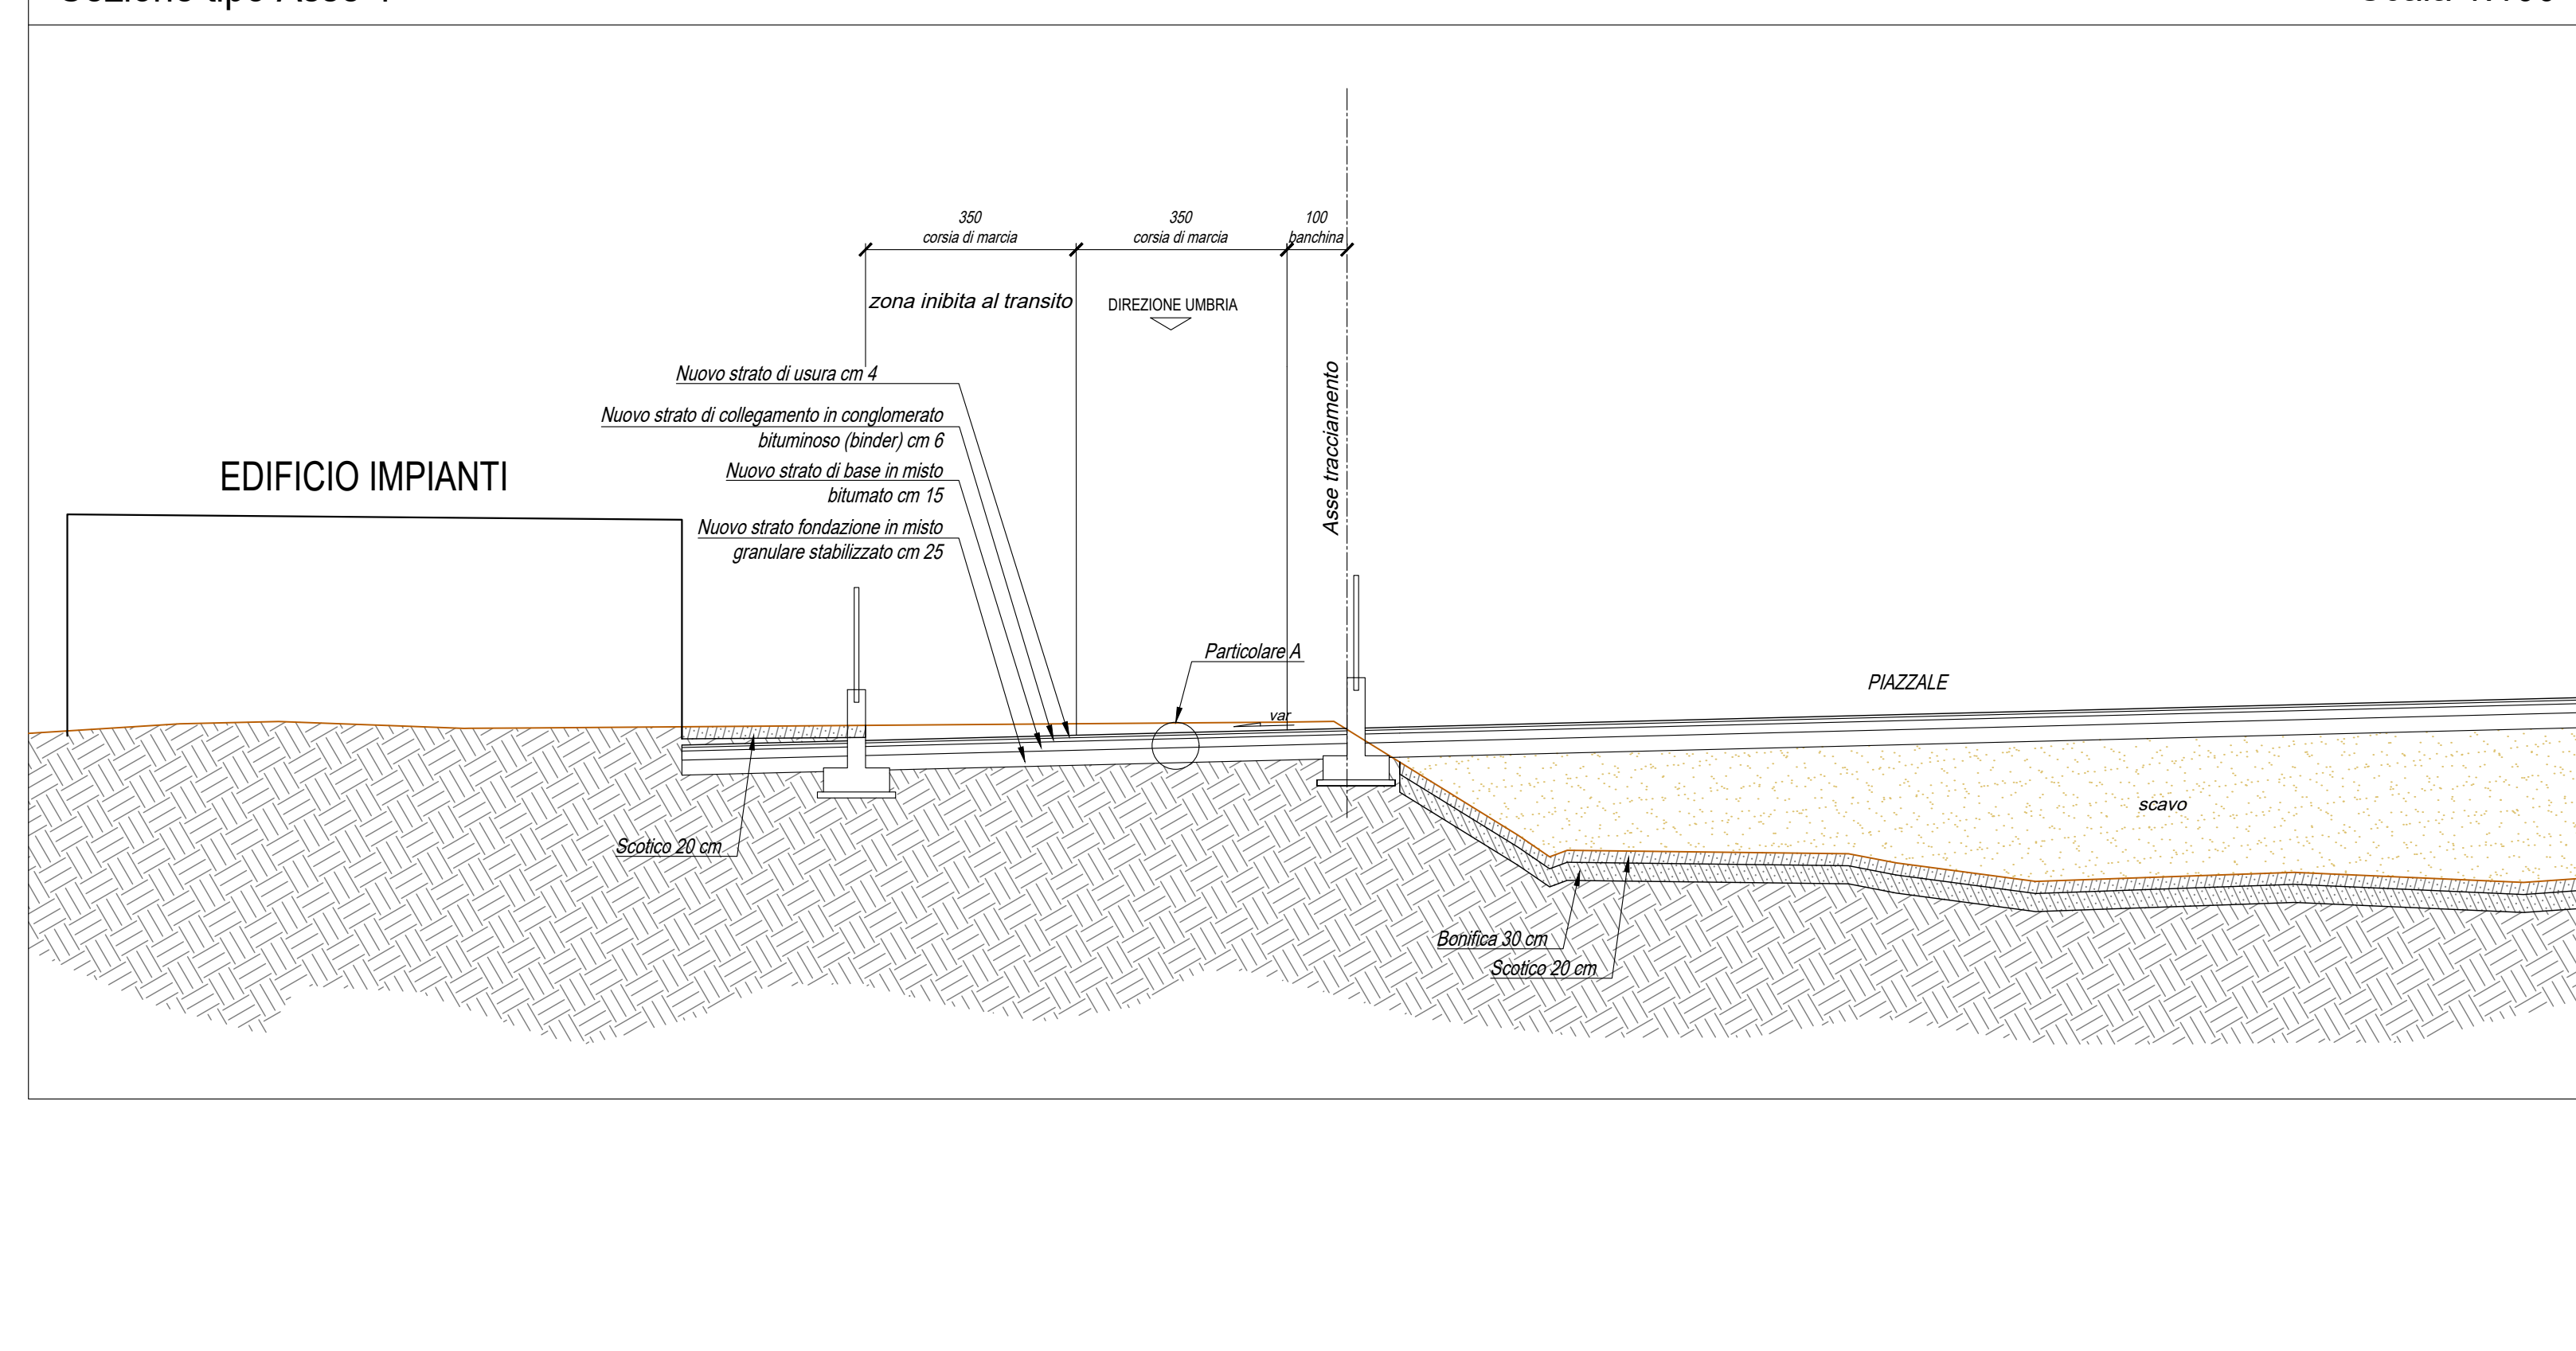 350
corsia di marcia
350
corsia di marcia
100
banchina
zona inibita al transito
DIREZIONE UMBRIA
Nuovo strato di usura cm 4
Nuovo strato di collegamento in conglomerato
bituminoso (binder) cm 6
Nuovo strato di base in misto
bitumato cm 15
Nuovo strato fondazione in misto
granulare stabilizzato cm 25
EDIFICIO IMPIANTI
Asse tracciamento
Particolare A
var
PIAZZALE
scavo
Scotico 20 cm
Bonifica 30 cm
Scotico 20 cm